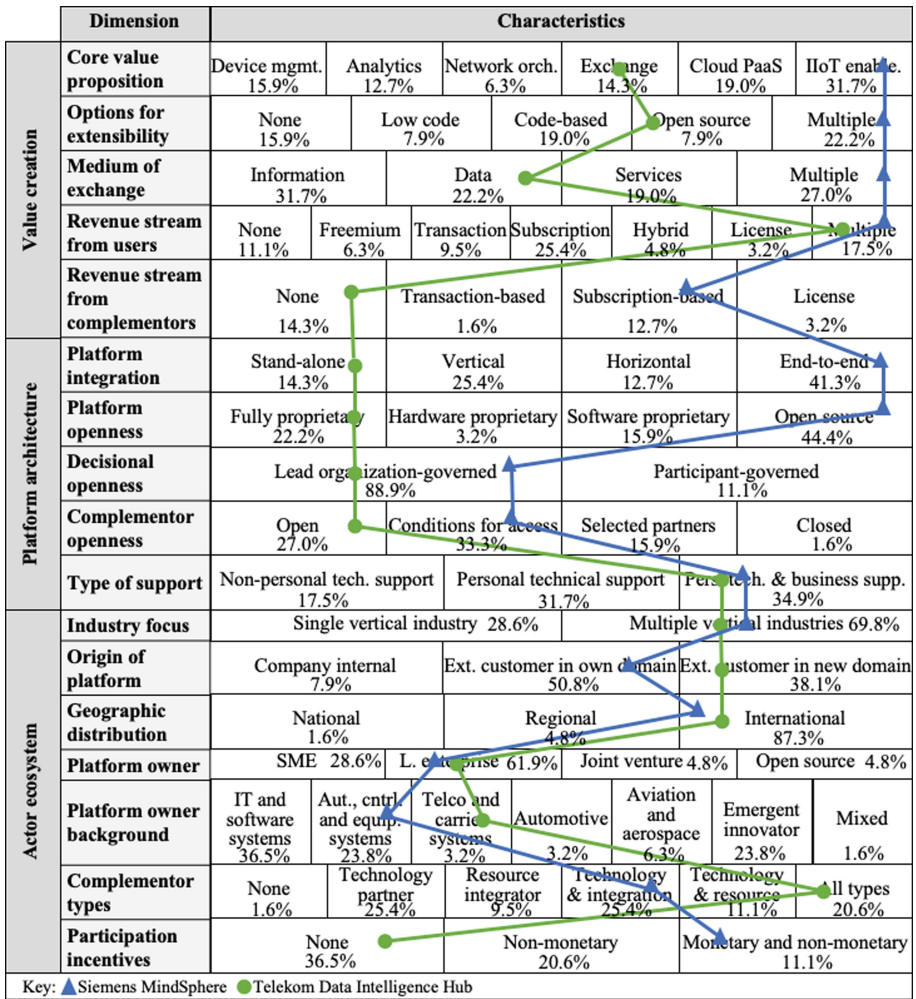 Dimension Characteristics
Value creation
Core value proposition
Device mgmt. Analytics Network orch. Exchange Cloud PaaS IIoT enable.
15.9% 12.7% 6.3% 14.3% 19.0% 31.7%
Options for extensibility
None Low code Code-based Open source Multiple
15.9% 7.9% 19.0% 7.9% 22.2%
Medium of exchange
Information Data Services Multiple
31.7% 22.2% 19.0% 27.0%
Revenue stream from users
None Freemium Transaction Subscription Hybrid License Multiple
11.1% 6.3% 9.5% 25.4% 4.8% 3.2% 17.5%
Revenue stream from complementors
None Transaction-based Subscription-based License
14.3% 1.6% 12.7% 3.2%
Platform architecture
Platform integration
Stand-alone Vertical Horizontal End-to-end
14.3% 25.4% 12.7% 41.3%
Platform openness
Fully proprietary Hardware proprietary Software proprietary Open source
22.2% 3.2% 15.9% 44.4%
Decisional openness
Lead organization-governed Participant-governed
88.9% 11.1%
Complementor openness
Open Conditions for access Selected partners Closed
27.0% 33.3% 15.9% 1.6%
Type of support
Non-personal tech. support Personal technical support Pers. tech. & business supp.
17.5% 31.7% 34.9%
Actor ecosystem
Industry focus Single vertical industry 28.6% Multiple vertical industries 69.8%
Origin of platform
Company internal Ext. customer in own domain Ext. customer in new domain
7.9% 50.8% 38.1%
Geographic distribution
National Regional International
1.6% 4.8% 87.3%
Platform owner SME 28.6% L. enterprise 61.9% Joint venture 4.8% Open source 4.8%
Platform owner background
IT and software systems Aut., cntrl. and equip. systems Telco and carrier systems Automotive Aviation and aerospace Emergent innovator Mixed
36.5% 23.8% 3.2% 3.2% 6.3% 23.8% 1.6%
Complementor types
None Technology partner Resource integrator Technology & integration Technology & resource All types
1.6% 25.4% 9.5% 25.4% 11.1% 20.6%
Participation incentives
None Non-monetary Monetary and non-monetary
36.5% 20.6% 11.1%
Key: Siemens MindSphere Telekom Data Intelligence Hub